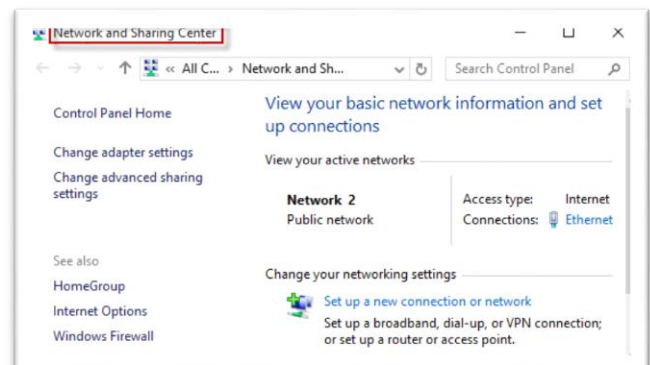 Network and Sharing Center
« All C... › Network and Sh...
Search Control Panel
Control Panel Home
Change adapter settings
Change advanced sharing
settings
See also
HomeGroup
Internet Options
Windows Firewall
View your basic network information and set
up connections
View your active networks
Network 2
Public network
Access type: Internet
Connections: Ethernet
Change your networking settings
Set up a new connection or network
Set up a broadband, dial-up, or VPN connection;
or set up a router or access point.